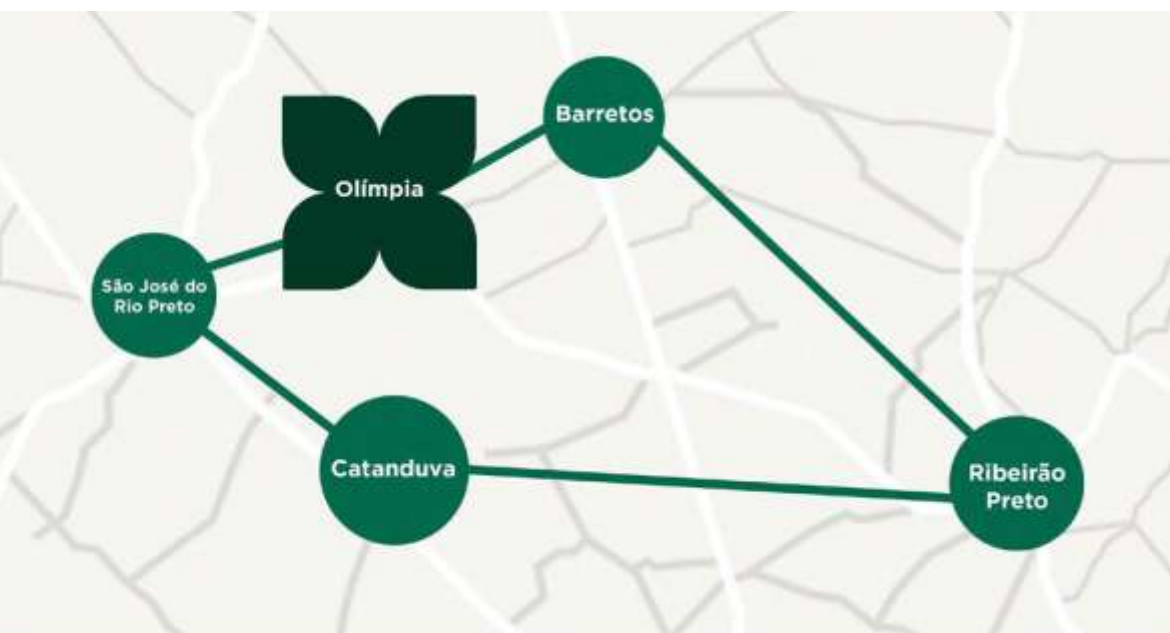 Barretos
Olímpia
São José do
Rio Preto
Catanduva
Ribeirão
Preto